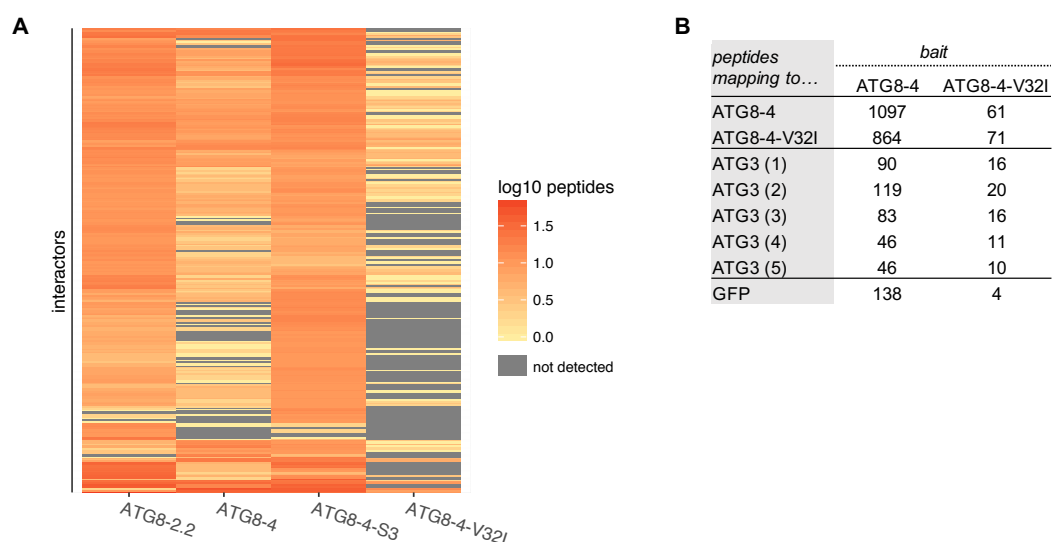 A
interactors
ATG8-2.2
ATG8-4
ATG8-4-S3
ATG8-4-V32I
log10 peptides
1.5
1.0
0.5
0.0
not detected
B
peptides mapping to…
bait
ATG8-4 ATG8-4-V32I
ATG8-4 1097 61
ATG8-4-V32I 864 71
ATG3 (1) 90 16
ATG3 (2) 119 20
ATG3 (3) 83 16
ATG3 (4) 46 11
ATG3 (5) 46 10
GFP 138 4